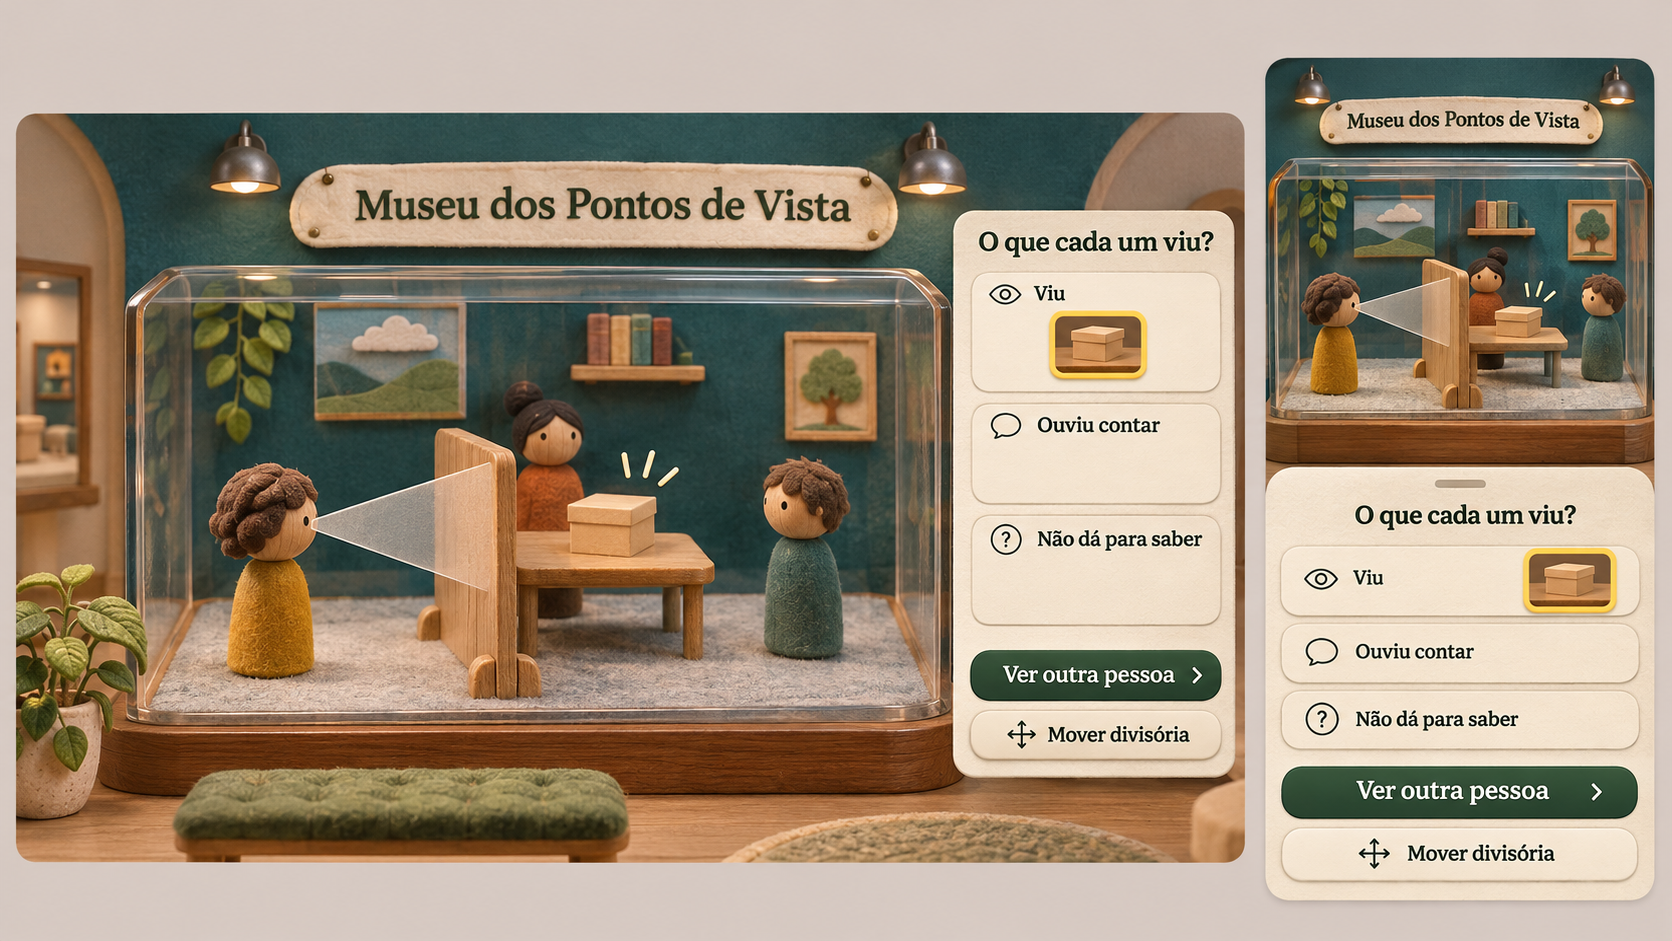 Museu dos Pontos de Vista
O que cada um viu?
Viu
Ouviu contar
? Não dá para saber
Ver outra pessoa
Mover divisória
Museu dos Pontos de Vista
O que cada um viu?
Viu
Ouviu contar
? Não dá para saber
Ver outra pessoa
Mover divisória